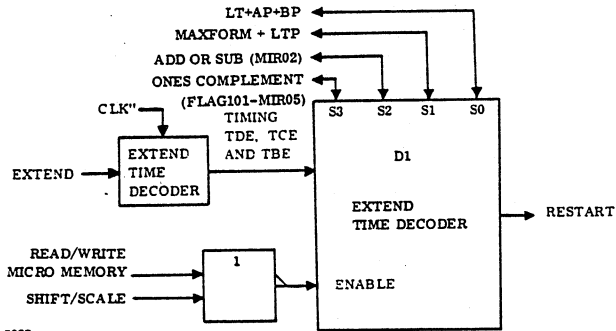 LT+AP+BP
MAXFORM + LTP
ADD OR SUB (MIR02)
ONES COMPLEMENT
(FLAG101-MIR05)
S3 S2 S1 S0
CLK"
TIMING
TDE, TCE
AND TBE
EXTEND
EXTEND
TIME
DECODER
D1
EXTEND
TIME DECODER
RESTART
READ/WRITE
MICRO MEMORY
SHIFT/SCALE
1
ENABLE